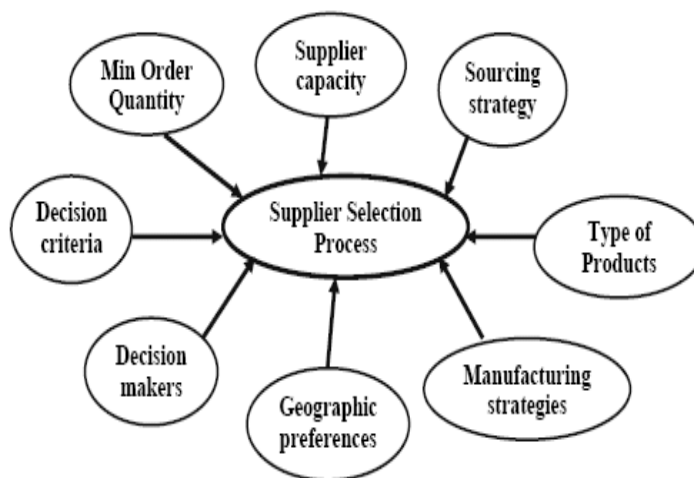 Min Order
Quantity
Supplier
capacity
Sourcing
strategy
Decision
criteria
Supplier Selection
Process
Type of
Products
Decision
makers
Geographic
preferences
Manufacturing
strategies